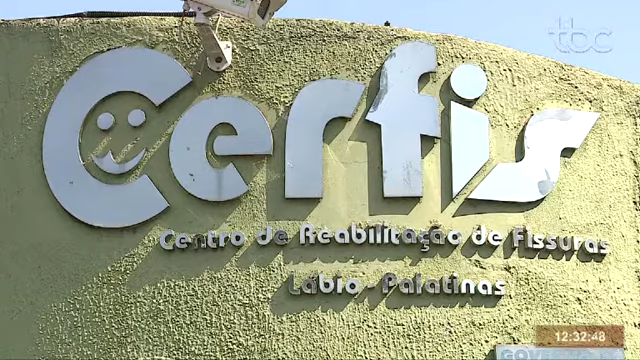 tbc
Cerfis
Centro de Reabilitação de Fissuras
Lábio - Palatinas
12:32:48